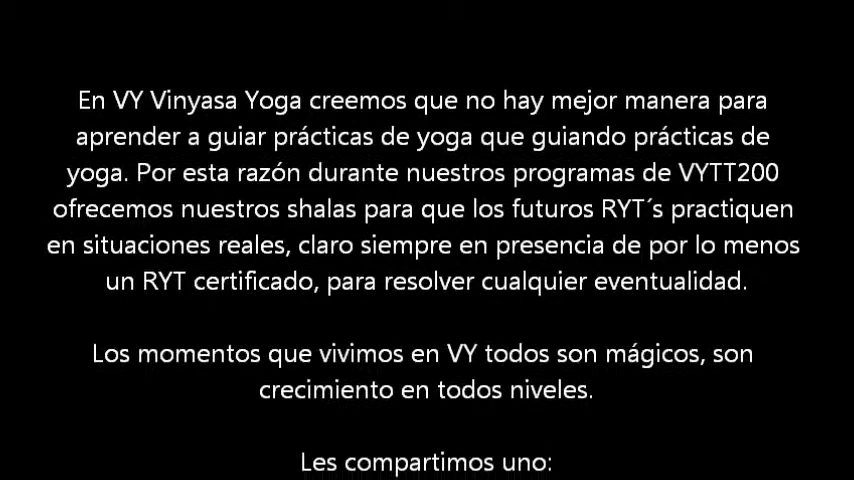 En VY Vinyasa Yoga creemos que no hay mejor manera para
aprender a guiar prácticas de yoga que guiando prácticas de
yoga. Por esta razón durante nuestros programas de VYTT200
ofrecemos nuestros shalas para que los futuros RYT´s practiquen
en situaciones reales, claro siempre en presencia de por lo menos
un RYT certificado, para resolver cualquier eventualidad.
Los momentos que vivimos en VY todos son mágicos, son
crecimiento en todos niveles.
Les compartimos uno: